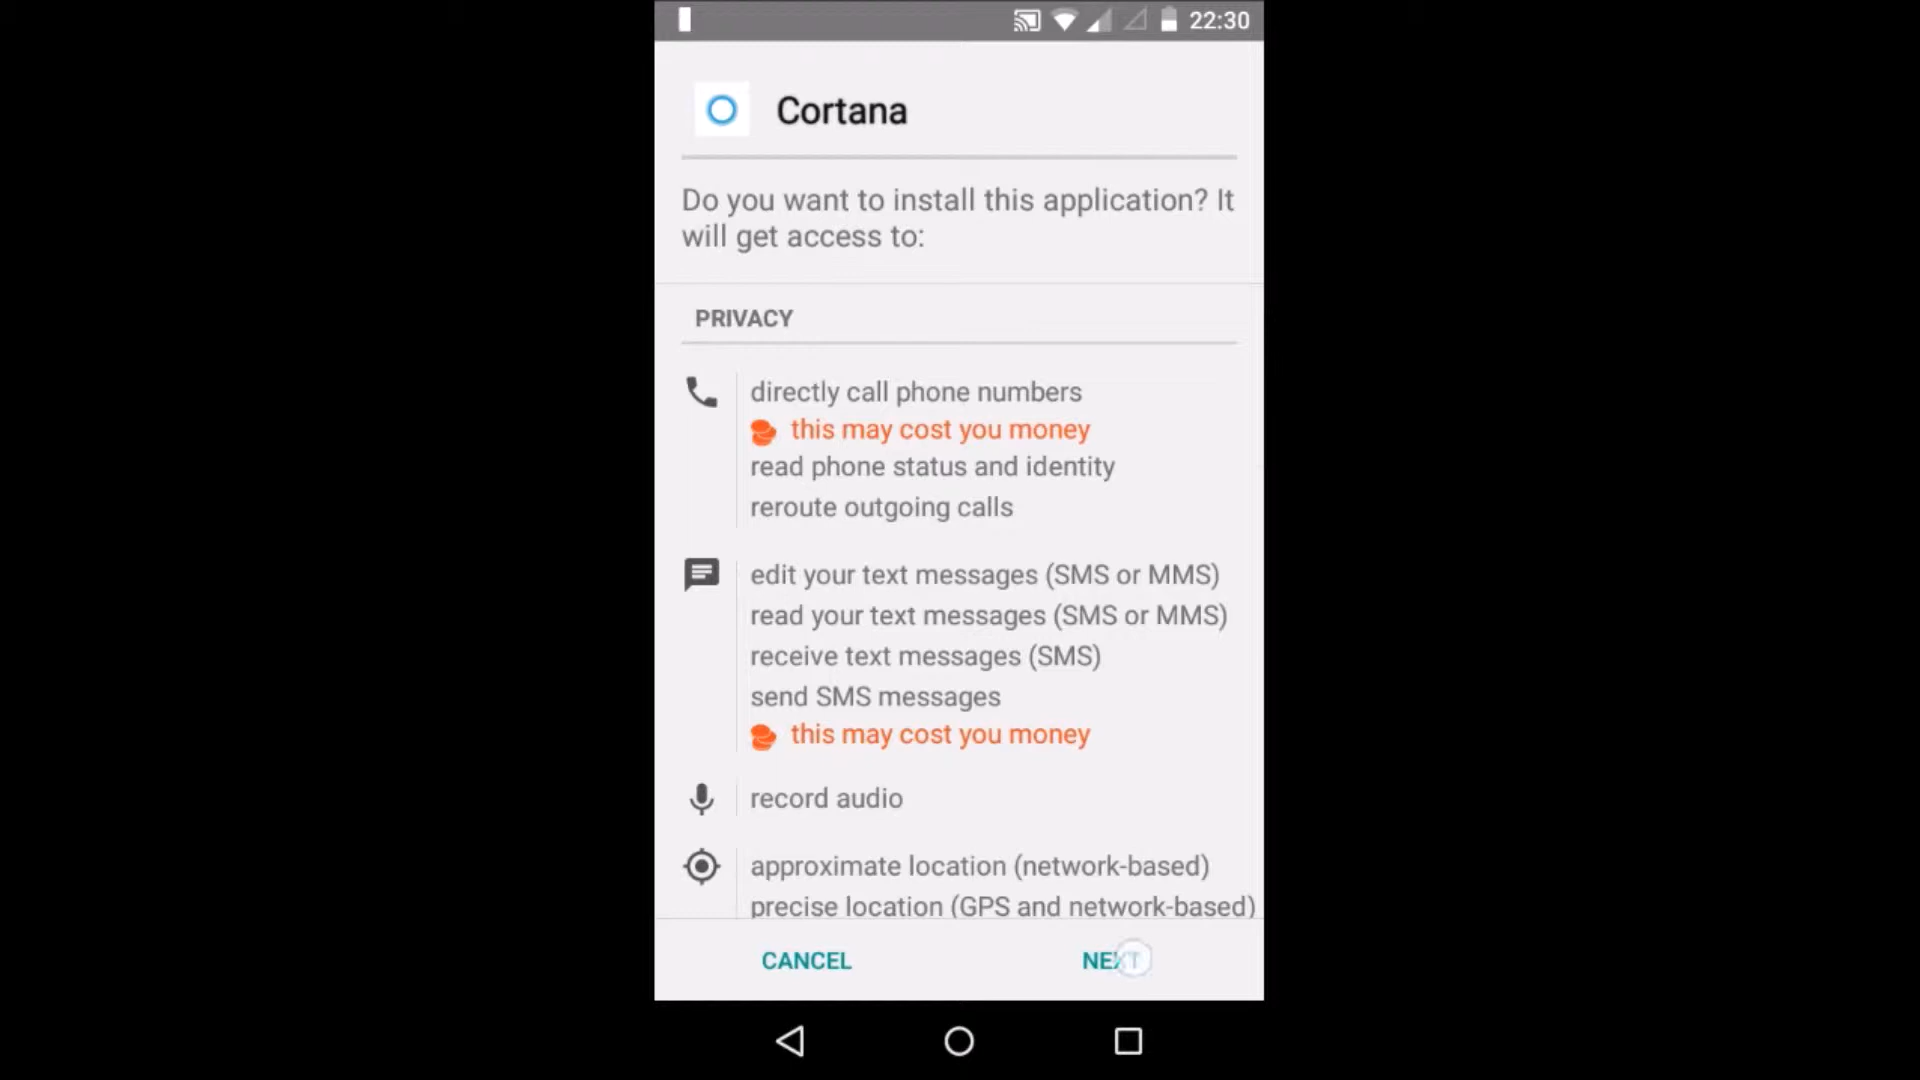 22:30
Cortana
Do you want to install this application? It
will get access to:
PRIVACY
directly call phone numbers
this may cost you money
read phone status and identity
reroute outgoing calls
edit your text messages (SMS or MMS)
read your text messages (SMS or MMS)
receive text messages (SMS)
send SMS messages
this may cost you money
record audio
approximate location (network-based)
precise location (GPS and network-based)
CANCEL
NEXT